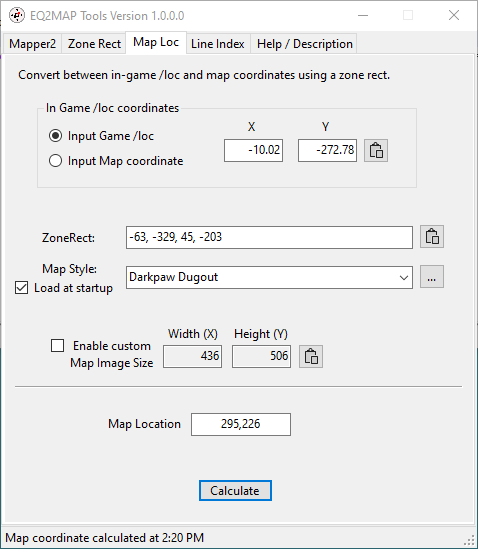 EQ2MAP Tools Version 1.0.0.0
Mapper2 Zone Rect Map Loc Line Index Help / Description
Convert between in-game /loc and map coordinates using a zone rect.
In Game /loc coordinates
X Y
Input Game /loc -10.02 -272.78
Input Map coordinate
ZoneRect: -63, -329, 45, -203
Map Style: Darkpaw Dugout ...
Load at startup
Width (X) Height (Y)
Enable custom Map Image Size 436 506
Map Location 295,226
Calculate
Map coordinate calculated at 2:20 PM